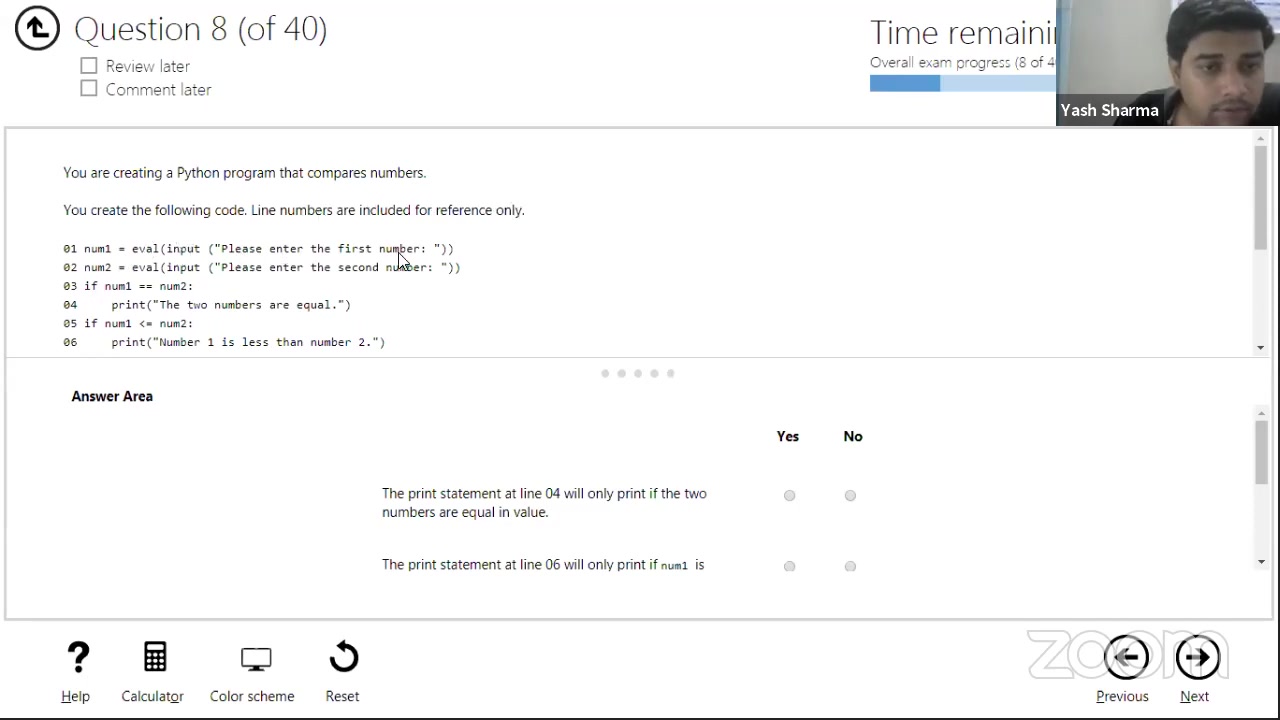 Question 8 (of 40)
Review later
Comment later
Time remaini
Overall exam progress (8 of 4
Yash Sharma
You are creating a Python program that compares numbers.
You create the following code. Line numbers are included for reference only.
01 num1 = eval(input ("Please enter the first number: "))
02 num2 = eval(input ("Please enter the second number: "))
03 if num1 == num2:
04     print("The two numbers are equal.")
05 if num1 <= num2:
06     print("Number 1 is less than number 2.")
Answer Area
Yes No
The print statement at line 04 will only print if the two
numbers are equal in value.
The print statement at line 06 will only print if num1 is
zoom
Help Calculator Color scheme Reset Previous Next